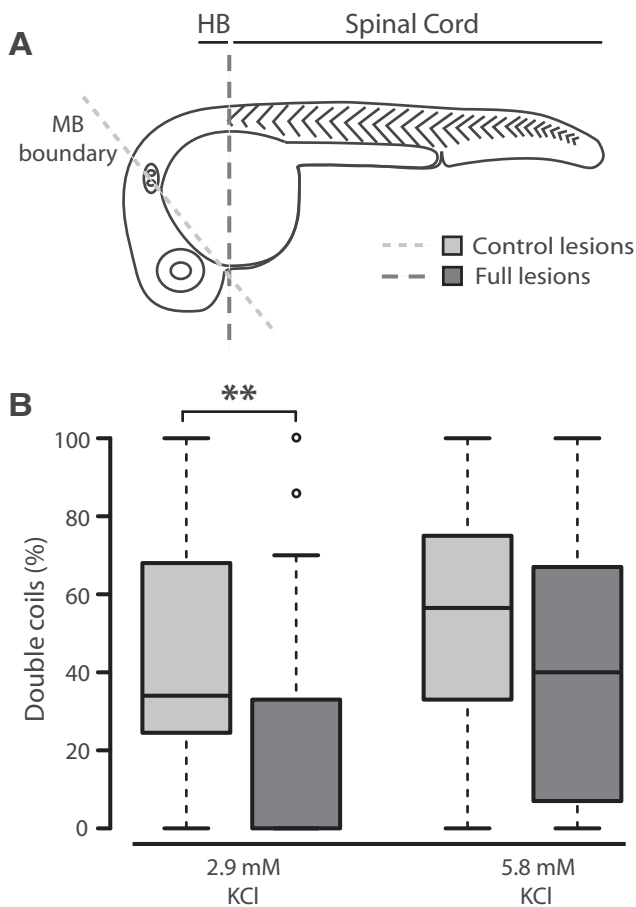 A
HB
Spinal Cord
MB
boundary
Control lesions
Full lesions
B
**
Double coils (%)
100
80
60
40
20
0
2.9 mM
KCl
5.8 mM
KCl